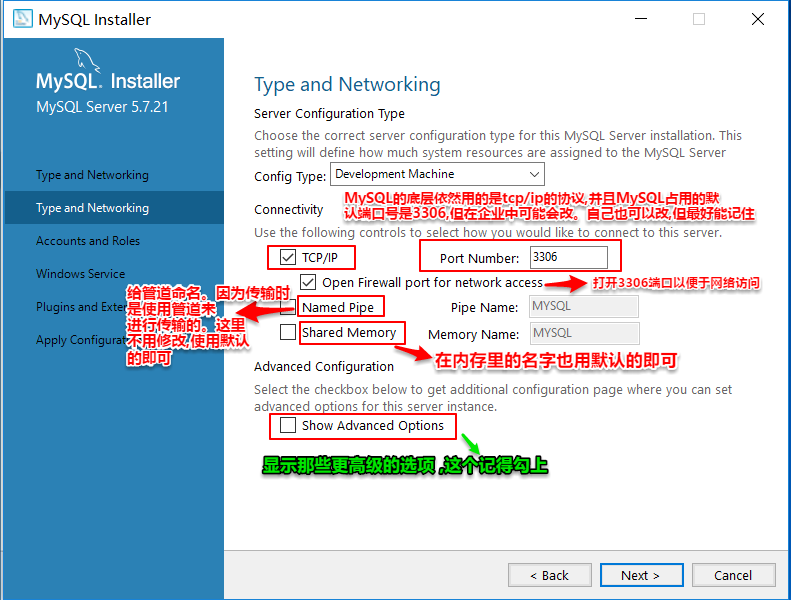 MySQL Installer
MySQL. Installer
MySQL Server 5.7.21
Type and Networking
Type and Networking
Accounts and Roles
Windows Service
Plugins and Exte
Apply Configurat
Type and Networking
Server Configuration Type
Choose the correct server configuration type for this MySQL Server installation. This
setting will define how much system resources are assigned to the MySQL Server
Config Type: Development Machine
MySQL的底层依然用的是tcp/ip的协议,并且MySQL占用的默
认端口号是3306,但在企业中可能会改。自己也可以改,但最好能记住
Connectivity
Use the following controls to select how you would like to connect to this server.
TCP/IP
Port Number: 3306
Open Firewall port for network access
打开3306端口以便于网络访问
给管道命名。因为传输时
是使用管道来
进行传输的。这里
不用修改,使用默认
的即可
Named Pipe
Pipe Name: MYSQL
Shared Memory
Memory Name: MYSQL
在内存里的名字也用默认的即可
Advanced Configuration
Select the checkbox below to get additional configuration page where you can set
advanced options for this server instance.
Show Advanced Options
显示那些更高级的选项,这个记得勾上
< Back
Next >
Cancel